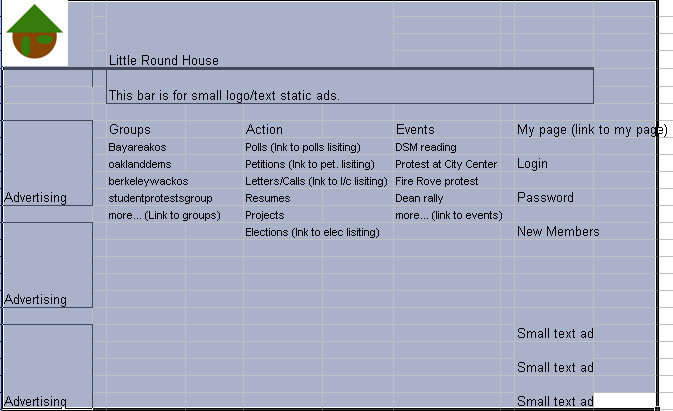 Little Round House
This bar is for small logo/text static ads.
Groups
Bayareakos
oaklanddems
berkeleywackos
studentprotestsgroup
more... (Link to groups)
Action
Polls (lnk to polls lisiting)
Petitions (lnk to pet. listing)
Letters/Calls (lnk to l/c listing)
Resumes
Projects
Elections (lnk to elec lisiting)
Events
DSM reading
Protest at City Center
Fire Rove protest
Dean rally
more... (link to events)
My page (link to my page)
Login
Password
New Members
Advertising
Advertising
Advertising
Small text ad
Small text ad
Small text ad